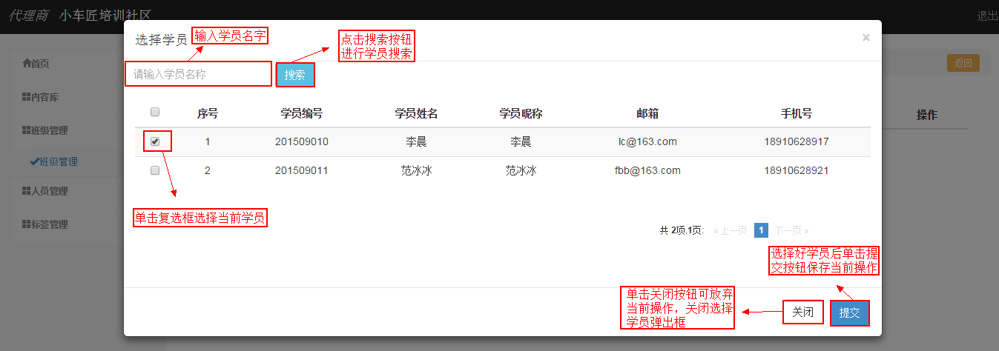 代理商 小车匠培训社区
退出
选择学员
输入学员名字
点击搜索按钮
进行学员搜索
×
首页
请输入学员名称
搜索
返回
内容库
序号 学员编号 学员姓名 学员昵称 邮箱 手机号
操作
班级管理
1 201509010 李晨 李晨 lc@163.com 18910628917
班级管理
2 201509011 范冰冰 范冰冰 fbb@163.com 18910628921
人员管理
标签管理
单击复选框选择当前学员
共 2项,1页: « 上一页 1 下一页 »
选择好学员后单击提
交按钮保存当前操作
单击关闭按钮可放弃
当前操作，关闭选择
学员弹出框
关闭
提交